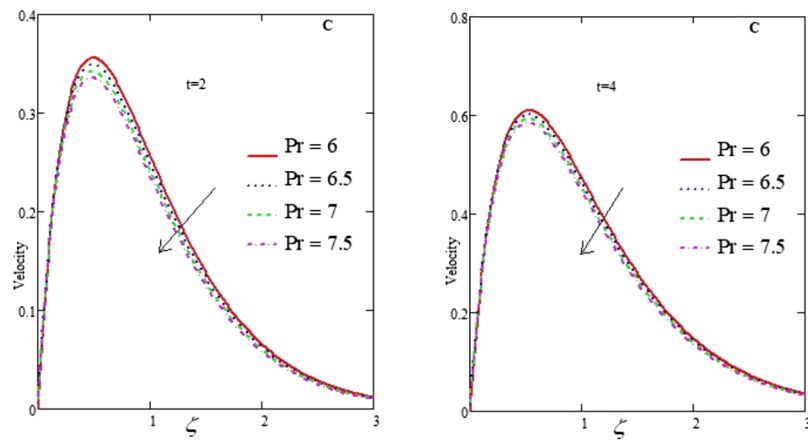 0.4
C
t=2
0.3
Pr = 6
Pr = 6.5
0.2
Pr = 7
Pr = 7.5
Velocity
0.1
0
1
2
3
ζ
0.8
C
t=4
0.6
Pr = 6
Pr = 6.5
0.4
Pr = 7
Pr = 7.5
Velocity
0.2
0
1
2
3
ζ